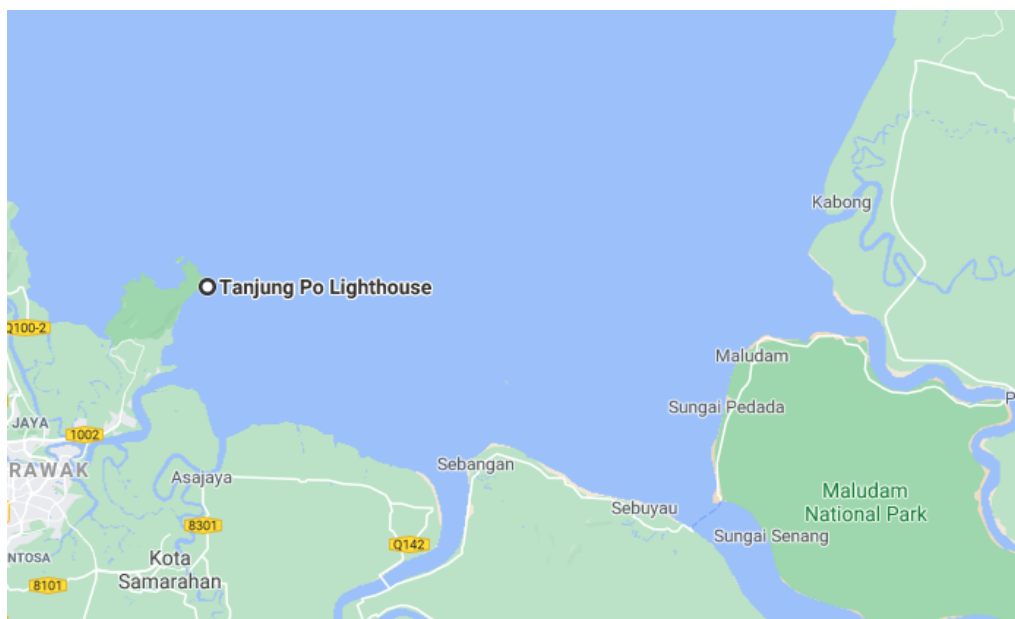 Kabong
Tanjung Po Lighthouse
Q100-2
Maludam
Sungai Pedada
JAYA
1002
RAWAK
Asajaya
Sebangan
Maludam
National Park
Sebuyau
8301
Sungai Senang
Q142
NTOSA
Kota
Samarahan
8101
P